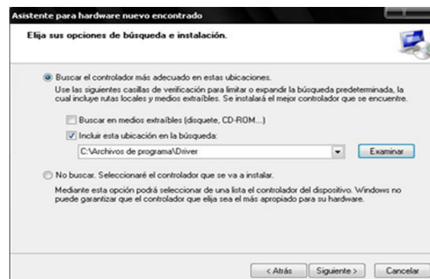 Asistente para hardware nuevo encontrado
Elija sus opciones de búsqueda e instalación.
Buscar el controlador más adecuado en estas ubicaciones.
Use las siguientes casillas de verificación para limitar o expandir la búsqueda predeterminada, la
cual incluye rutas locales y medios extraíbles. Se instalará el mejor controlador que se encuentre.
Buscar en medios extraíbles (disquete, CD-ROM...)
Incluir esta ubicación en la búsqueda:
C:\Archivos de programa\Driver
Examinar
No buscar. Seleccionaré el controlador que se va a instalar.
Mediante esta opción podrá seleccionar de una lista el controlador del dispositivo. Windows no
puede garantizar que el controlador que elija sea el más apropiado para su hardware.
< Atrás Siguiente > Cancelar